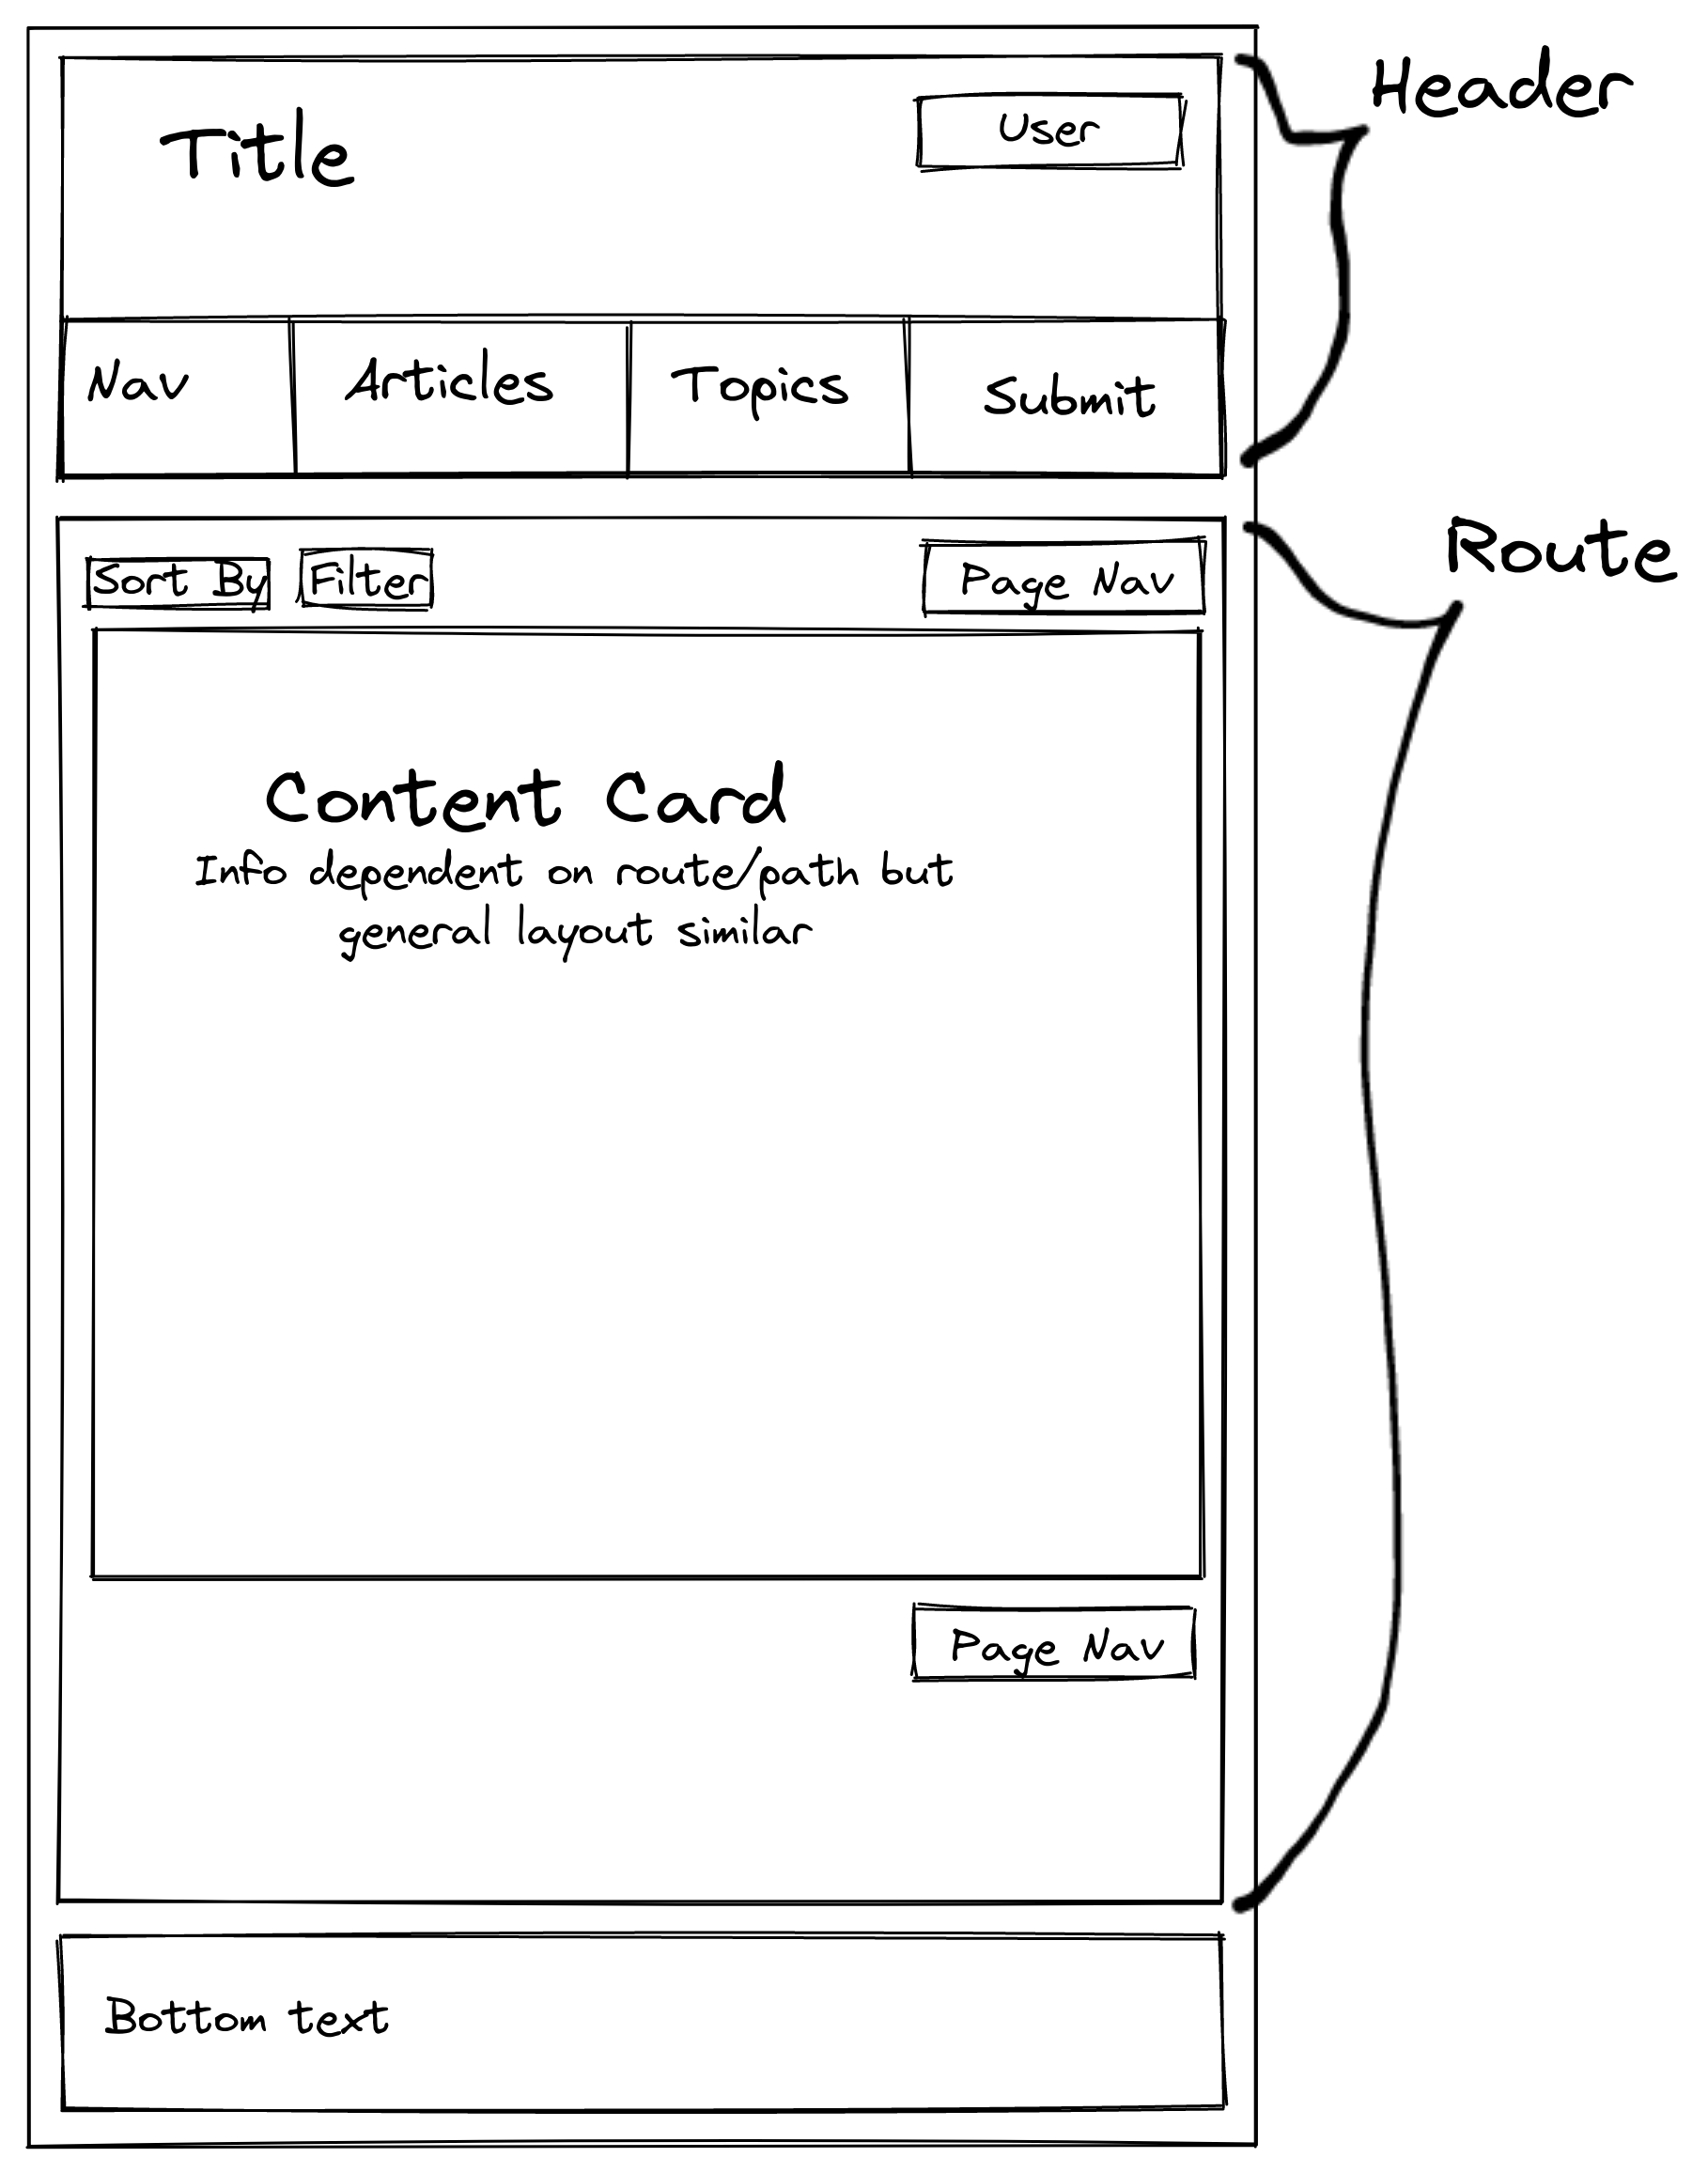 Header
Title
User
Nav
Articles
Topics
Submit
Route
Sort By
Filter
Page Nav
Content Card
Info dependent on route/path but
general layout similar
Page Nav
Bottom text